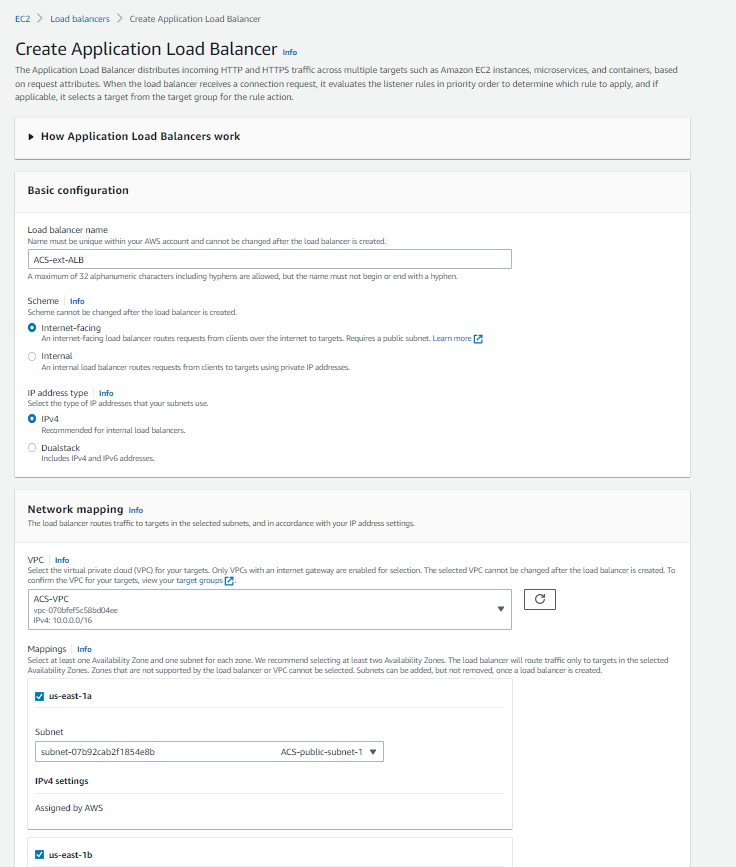 EC2 > Load balancers > Create Application Load Balancer
Create Application Load Balancer Info
The Application Load Balancer distributes incoming HTTP and HTTPS traffic across multiple targets such as Amazon EC2 instances, microservices, and containers, based
on request attributes. When the load balancer receives a connection request, it evaluates the listener rules in priority order to determine which rule to apply, and if
applicable, it selects a target from the target group for the rule action.
How Application Load Balancers work
Basic configuration
Load balancer name
Name must be unique within your AWS account and cannot be changed after the load balancer is created.
ACS-ext-ALB
A maximum of 32 alphanumeric characters including hyphens are allowed, but the name must not begin or end with a hyphen.
Scheme Info
Scheme cannot be changed after the load balancer is created.
Internet-facing
An internet-facing load balancer routes requests from clients over the internet to targets. Requires a public subnet. Learn more
Internal
An internal load balancer routes requests from clients to targets using private IP addresses.
IP address type Info
Select the type of IP addresses that your subnets use.
IPv4
Recommended for internal load balancers.
Dualstack
Includes IPv4 and IPv6 addresses.
Network mapping Info
The load balancer routes traffic to targets in the selected subnets, and in accordance with your IP address settings.
VPC Info
Select the virtual private cloud (VPC) for your targets. Only VPCs with an internet gateway are enabled for selection. The selected VPC cannot be changed after the load balancer is created. To
confirm the VPC for your targets, view your target groups.
ACS-VPC
vpc-070bfef5c58bd04ee
IPv4: 10.0.0.0/16
Mappings Info
Select at least one Availability Zone and one subnet for each zone. We recommend selecting at least two Availability Zones. The load balancer will route traffic only to targets in the selected
Availability Zones. Zones that are not supported by the load balancer or VPC cannot be selected. Subnets can be added, but not removed, once a load balancer is created.
us-east-1a
Subnet
subnet-07b92cab2f1854e8b ACS-public-subnet-1
IPv4 settings
Assigned by AWS
us-east-1b